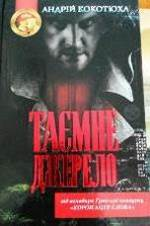 АНДРІЙ КОКОТЮХА
ТАЄМНЕ
ДЖЕРЕЛО
від володаря Гран-прі конкурсу
«КОРОНАЦІЯ СЛОВА»